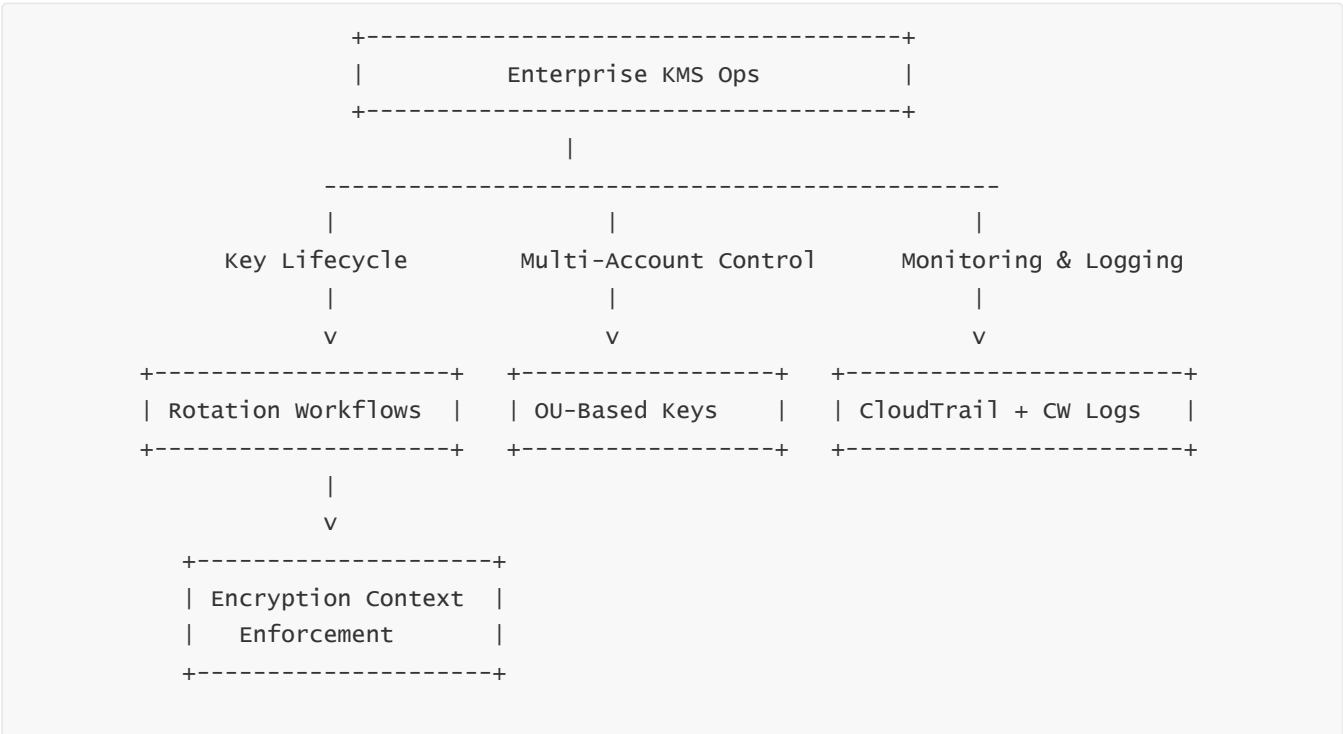 +--------------------------------------+
|          Enterprise KMS Ops          |
+--------------------------------------+
|
------------------------------------------------
| | |
Key Lifecycle Multi-Account Control Monitoring & Logging
| | |
v v v
+----------------------+ +------------------+ +------------------------+
| Rotation Workflows | | OU-Based Keys | | CloudTrail + CW Logs |
+----------------------+ +------------------+ +------------------------+
|
v
+---------------------+
| Encryption Context |
| Enforcement |
+---------------------+